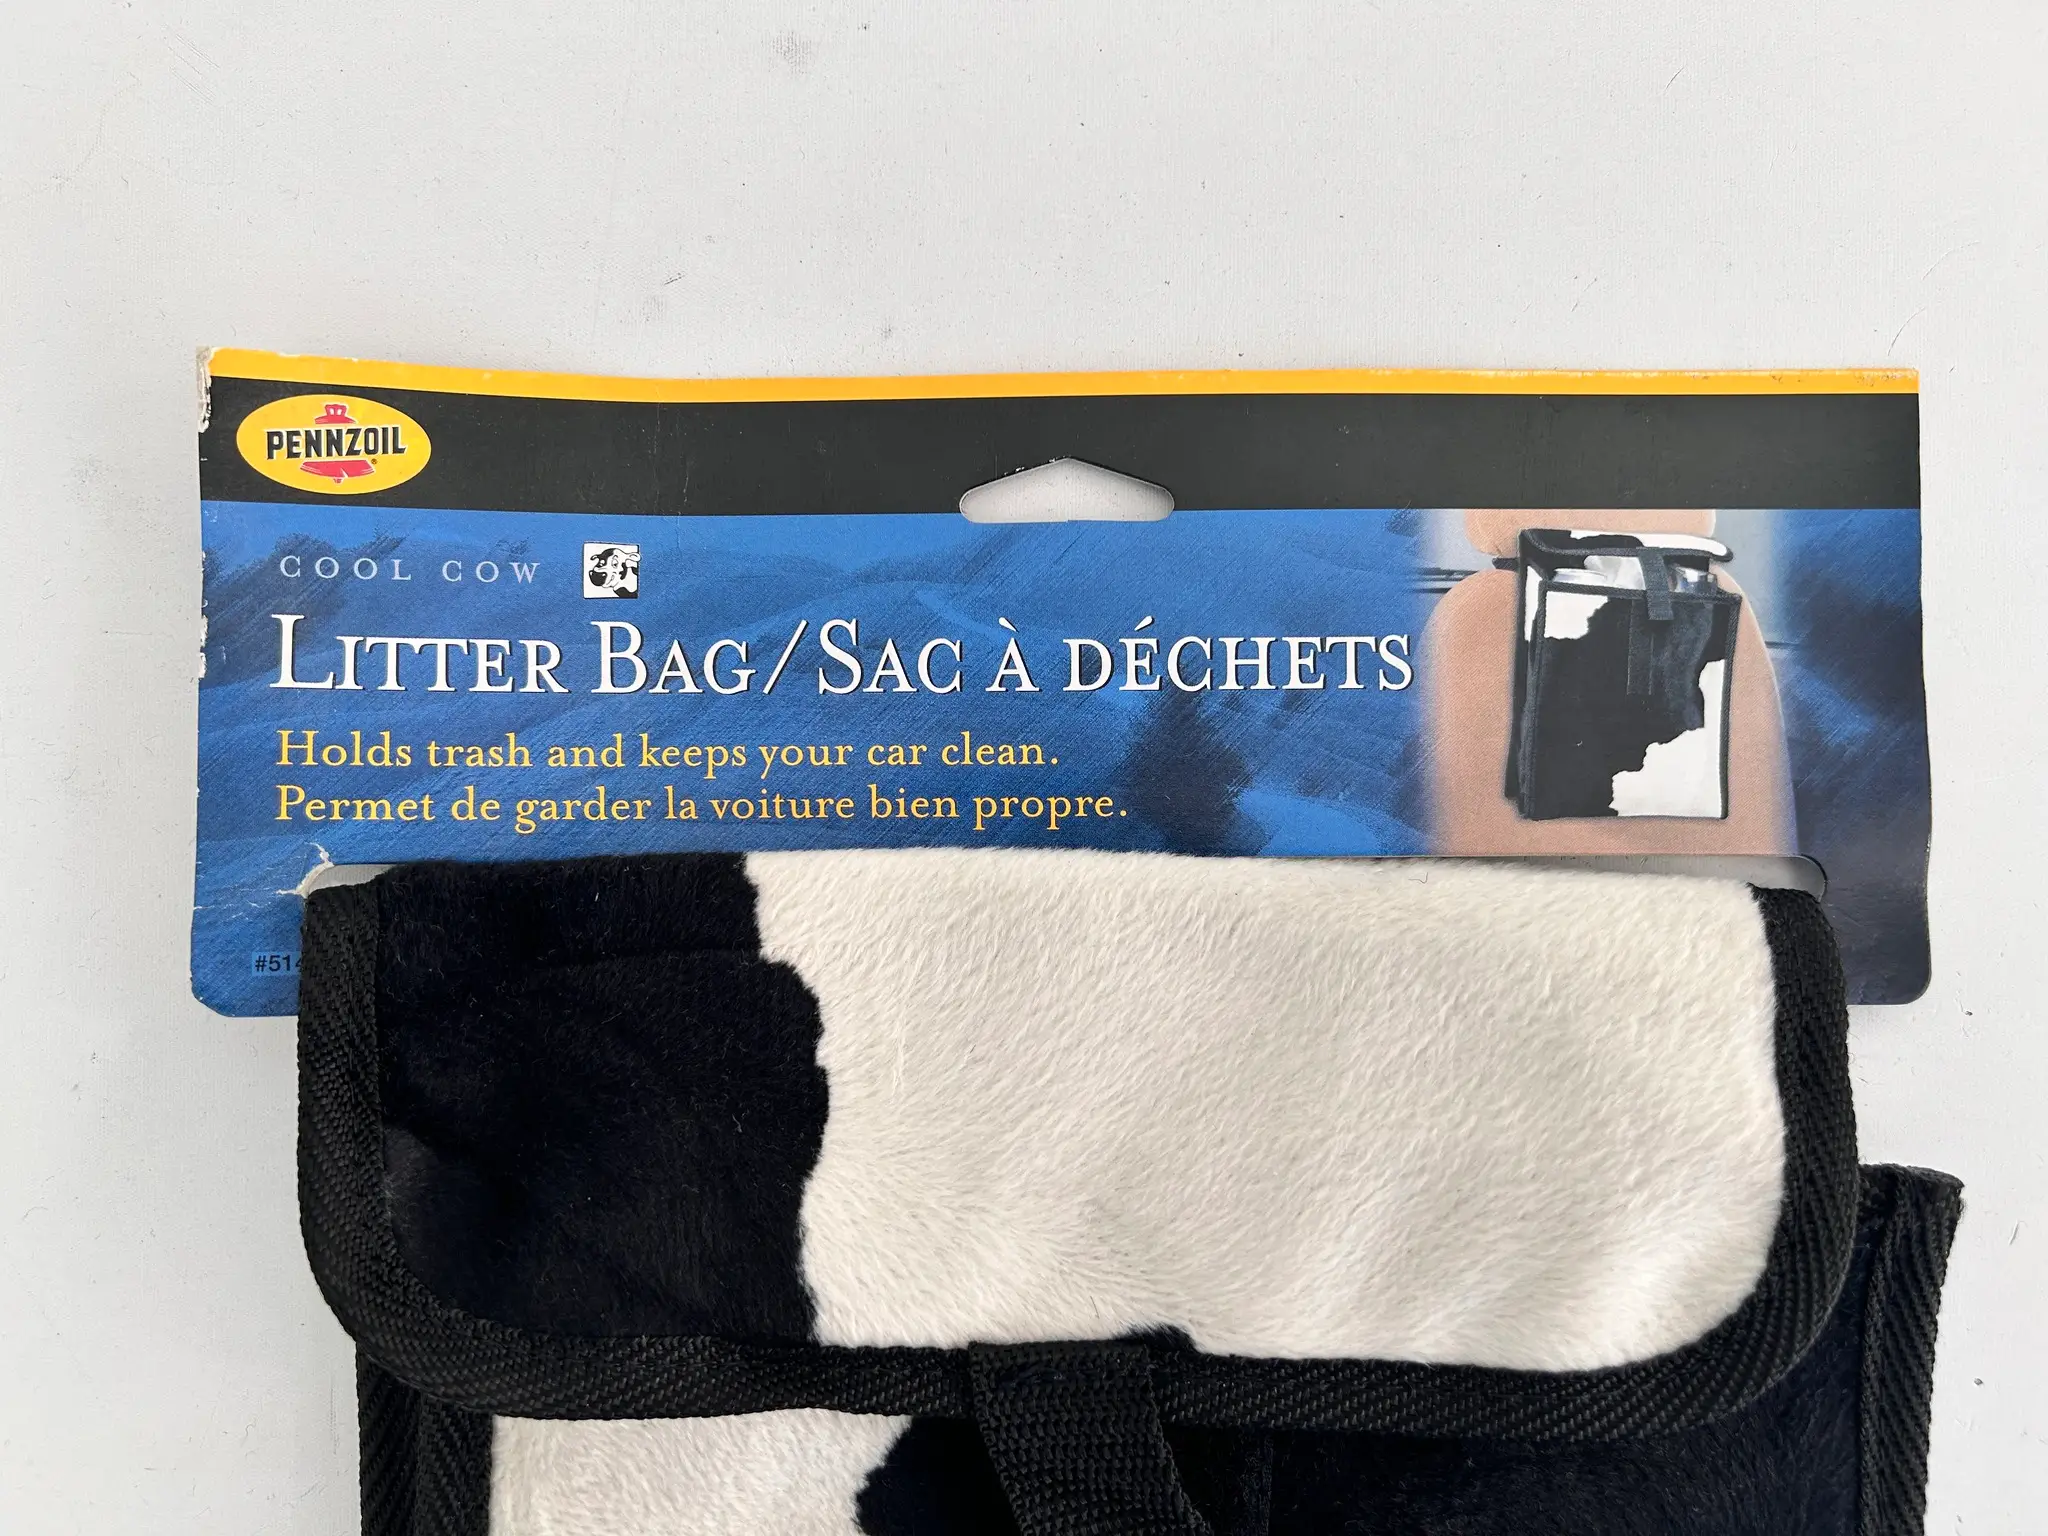 PENNZOIL
COOL COW
LITTER BAG/SAC À DÉCHETS
Holds trash and keeps your car clean.
Permet de garder la voiture bien propre.
#514